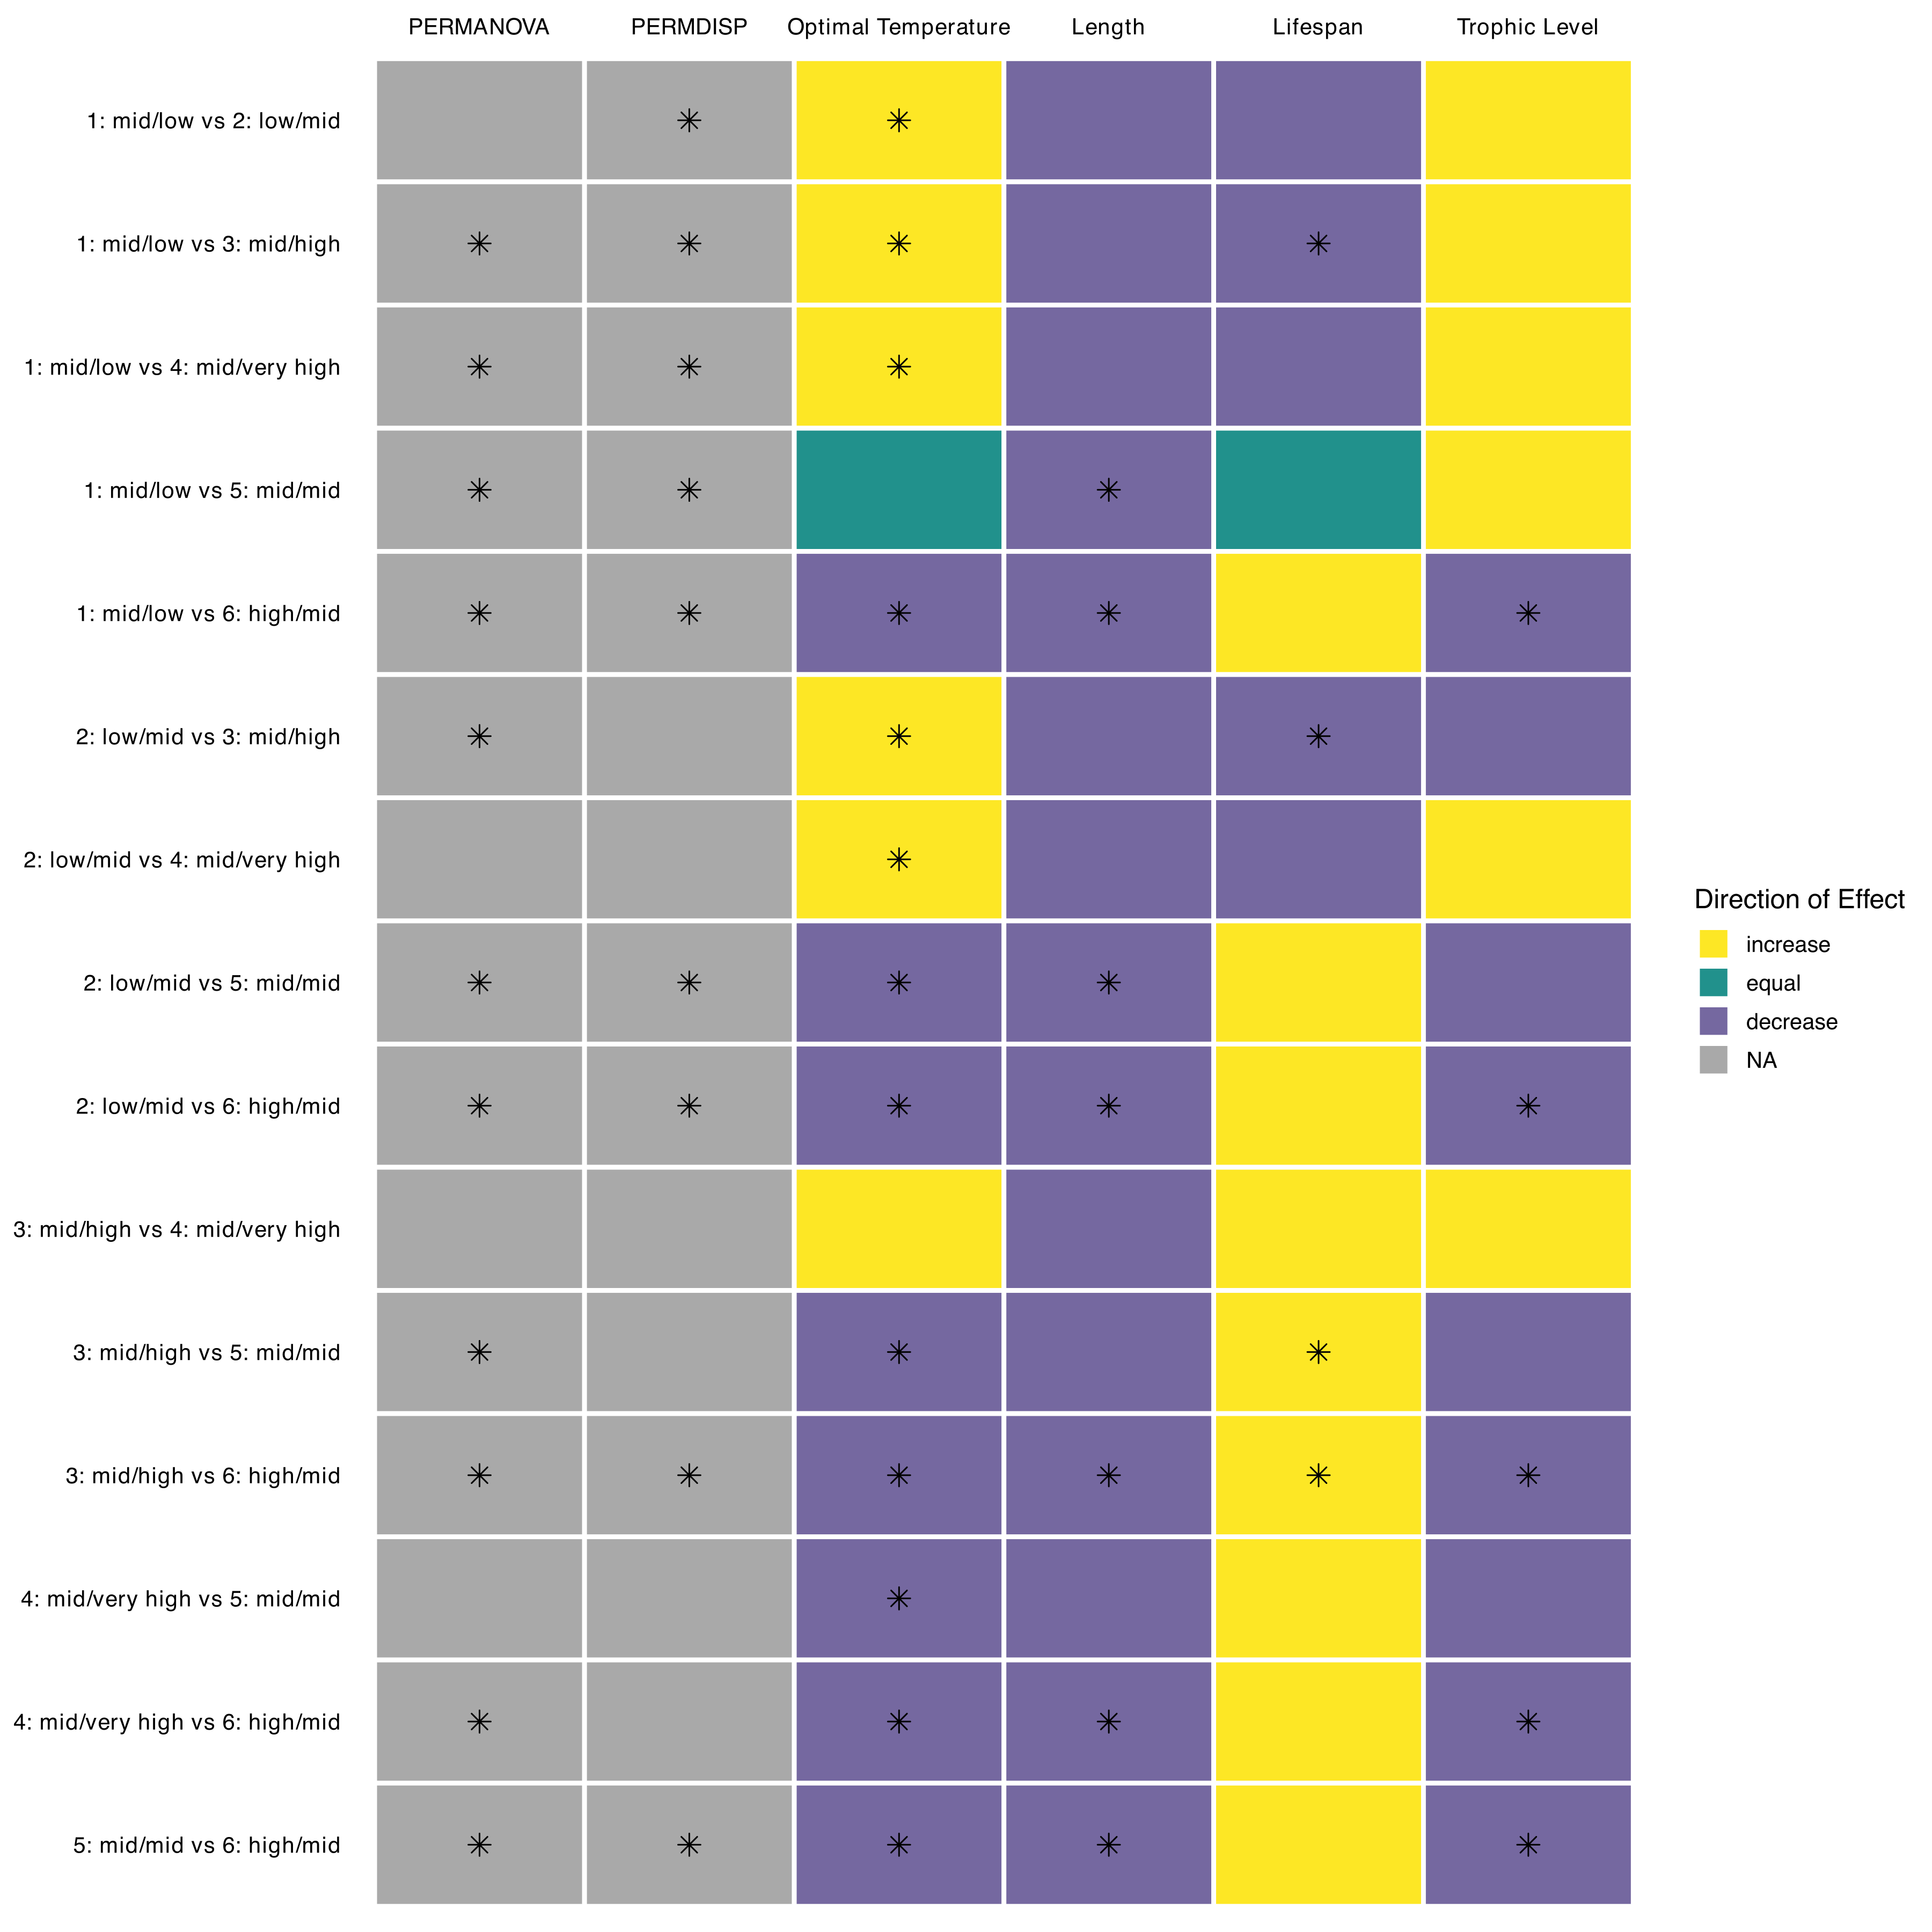 PERMANOVA PERMDISP Optimal Temperature Length Lifespan Trophic Level
1: mid/low vs 2: low/mid
1: mid/low vs 3: mid/high
1: mid/low vs 4: mid/very high
1: mid/low vs 5: mid/mid
1: mid/low vs 6: high/mid
2: low/mid vs 3: mid/high
2: low/mid vs 4: mid/very high
2: low/mid vs 5: mid/mid
2: low/mid vs 6: high/mid
3: mid/high vs 4: mid/very high
3: mid/high vs 5: mid/mid
3: mid/high vs 6: high/mid
4: mid/very high vs 5: mid/mid
4: mid/very high vs 6: high/mid
5: mid/mid vs 6: high/mid
Direction of Effect
increase
equal
decrease
NA